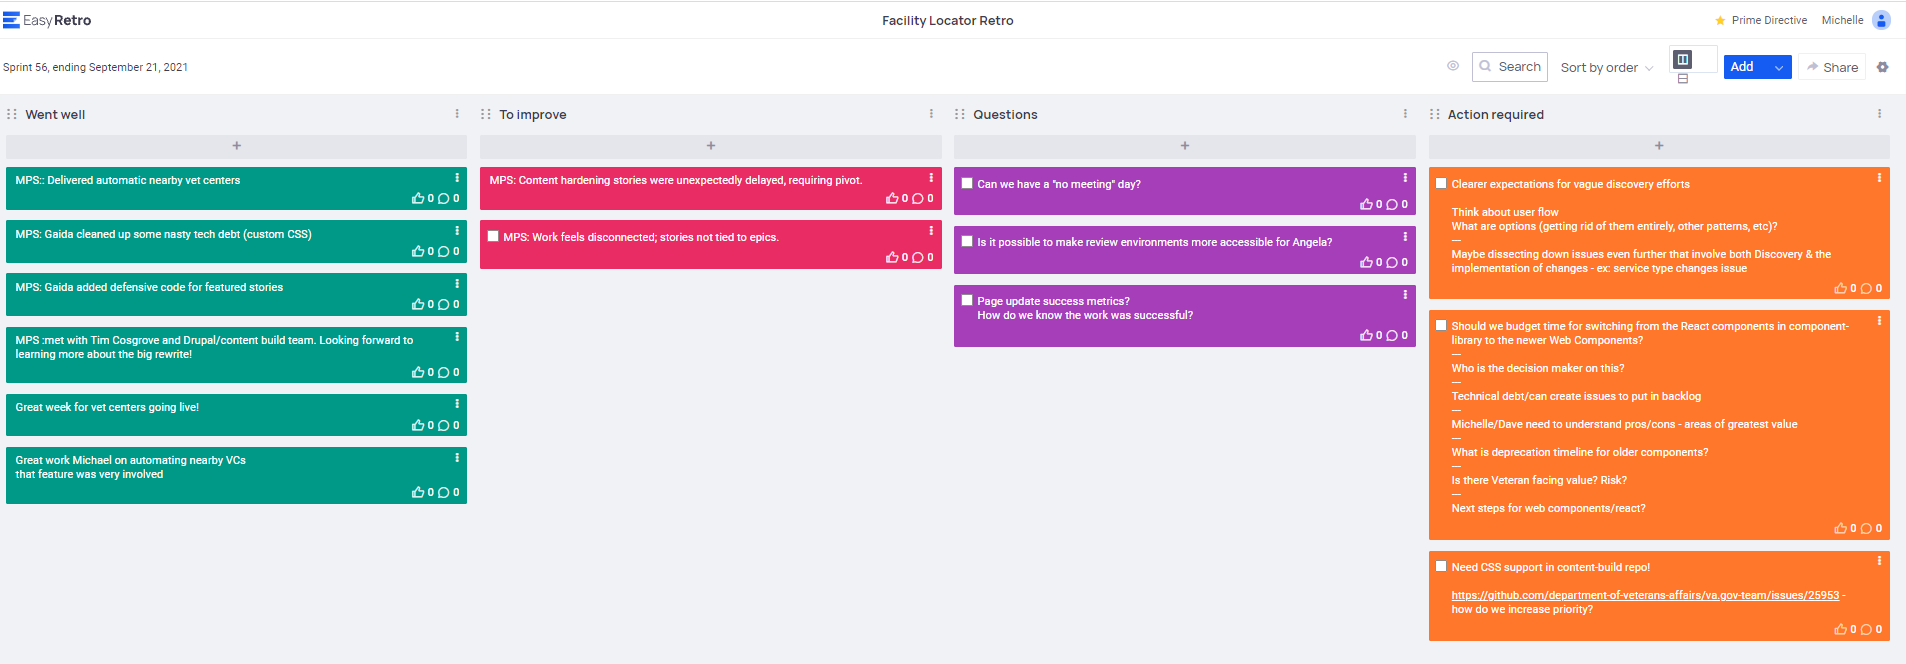 EasyRetro
Facility Locator Retro
Prime Directive
Michelle
Sprint 56, ending September 21, 2021
Search
Sort by order
Add
Share
Went well
+
MPS:: Delivered automatic nearby vet centers
0 0
MPS: Gaida cleaned up some nasty tech debt (custom CSS)
0 0
MPS: Gaida added defensive code for featured stories
0 0
MPS :met with Tim Cosgrove and Drupal/content build team. Looking forward to
learning more about the big rewrite!
0 0
Great week for vet centers going live!
0 0
Great work Michael on automating nearby VCs
that feature was very involved
0 0
To improve
+
MPS: Content hardening stories were unexpectedly delayed, requiring pivot.
0 0
MPS: Work feels disconnected; stories not tied to epics.
0 0
Questions
+
Can we have a "no meeting" day?
0 0
Is it possible to make review environments more accessible for Angela?
0 0
Page update success metrics?
How do we know the work was successful?
0 0
Action required
+
Clearer expectations for vague discovery efforts
Think about user flow
What are options (getting rid of them entirely, other patterns, etc)?
—
Maybe dissecting down issues even further that involve both Discovery & the
implementation of changes - ex: service type changes issue
0 0
Should we budget time for switching from the React components in component-
library to the newer Web Components?
—
Who is the decision maker on this?
—
Technical debt/can create issues to put in backlog
—
Michelle/Dave need to understand pros/cons - areas of greatest value
—
What is deprecation timeline for older components?
—
Is there Veteran facing value? Risk?
—
Next steps for web components/react?
0 0
Need CSS support in content-build repo!
https://github.com/department-of-veterans-affairs/va.gov-team/issues/25953 -
how do we increase priority?
0 0